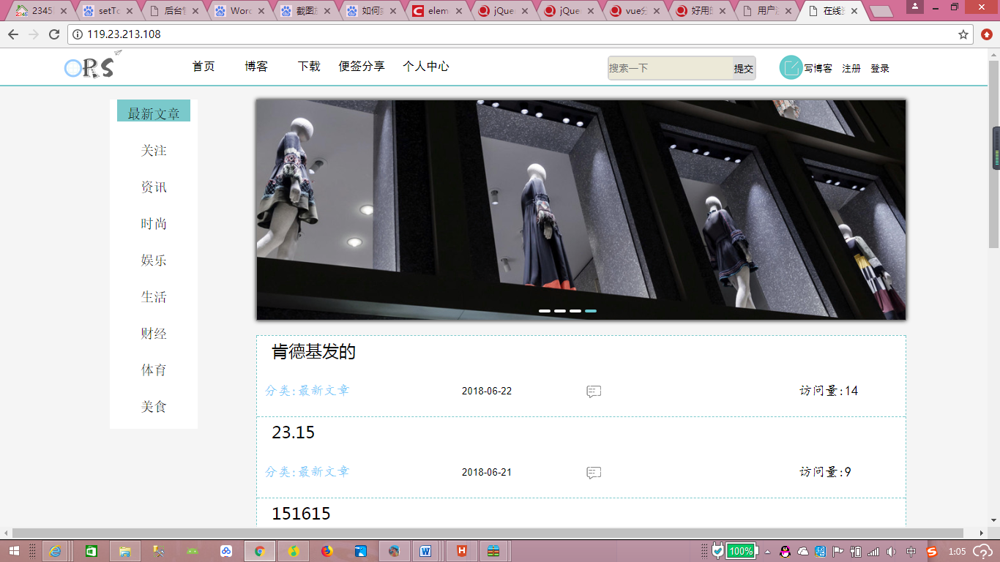 2345
setTo
后台
Word
截图
如何
elem
jQue
jQue
vue分
好用的
用户
在线
119.23.213.108
ORS
首页 博客 下载 便签分享 个人中心 搜索一下 提交 写博客 注册 登录
最新文章
关注
资讯
时尚
娱乐
生活
财经
体育
美食
肯德基发的
分类:最新文章 2018-06-22 访问量:14
23.15
分类:最新文章 2018-06-21 访问量:9
151615
100% 中 1:05